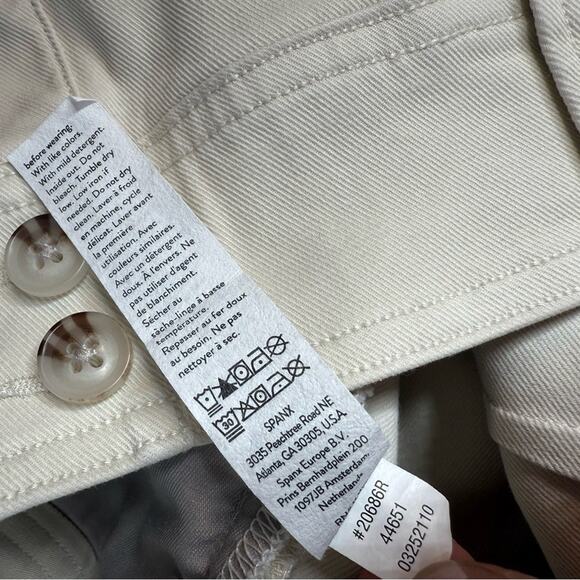 before wearing.
With like colors.
With mild detergent.
Inside out. Do not
bleach. Tumble dry
low. Low iron if
needed. Do not dry
clean. Laver à froid
en machine, cycle
délicat. Laver avant
la première
utilisation. Avec
couleurs similaires.
Avec un détergent
doux. À l'envers. Ne
pas utiliser d'agent
de blanchiment.
Sécher au
sèche-linge à basse
température.
Repasser au fer doux
au besoin. Ne pas
nettoyer à sec.
30
SPANX
3035 Peachtree Road NE
Atlanta, GA 30305, U.S.A.
Spanx Europe B.V.
Prins Bernhardplein 200
1097JB Amsterdam
Netherlands
#20686R
44651
03252110